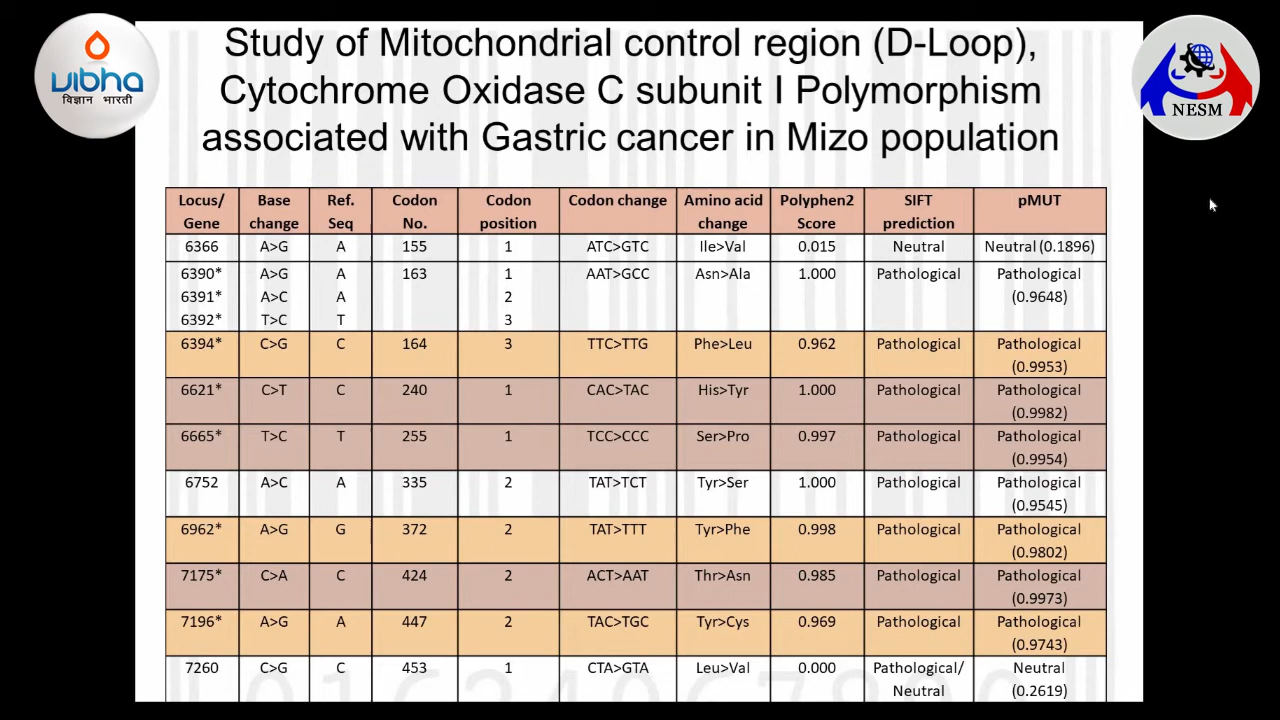 Study of Mitochondrial control region (D-Loop),
Cytochrome Oxidase C subunit I Polymorphism
associated with Gastric cancer in Mizo population
vibha
विज्ञान भारती
NESM
Locus/ Gene Base change Ref. Seq Codon No. Codon position Codon change Amino acid change Polyphen2 Score SIFT prediction pMUT
6366 A>G A 155 1 ATC>GTC Ile>Val 0.015 Neutral Neutral (0.1896)
6390* A>G A 163 1 AAT>GCC Asn>Ala 1.000 Pathological Pathological
6391* A>C A 2 (0.9648)
6392* T>C T 3
6394* C>G C 164 3 TTC>TTG Phe>Leu 0.962 Pathological Pathological
(0.9953)
6621* C>T C 240 1 CAC>TAC His>Tyr 1.000 Pathological Pathological
(0.9982)
6665* T>C T 255 1 TCC>CCC Ser>Pro 0.997 Pathological Pathological
(0.9954)
6752 A>C A 335 2 TAT>TCT Tyr>Ser 1.000 Pathological Pathological
(0.9545)
6962* A>G G 372 2 TAT>TTT Tyr>Phe 0.998 Pathological Pathological
(0.9802)
7175* C>A C 424 2 ACT>AAT Thr>Asn 0.985 Pathological Pathological
(0.9973)
7196* A>G A 447 2 TAC>TGC Tyr>Cys 0.969 Pathological Pathological
(0.9743)
7260 C>G C 453 1 CTA>GTA Leu>Val 0.000 Pathological/ Neutral
Neutral (0.2619)